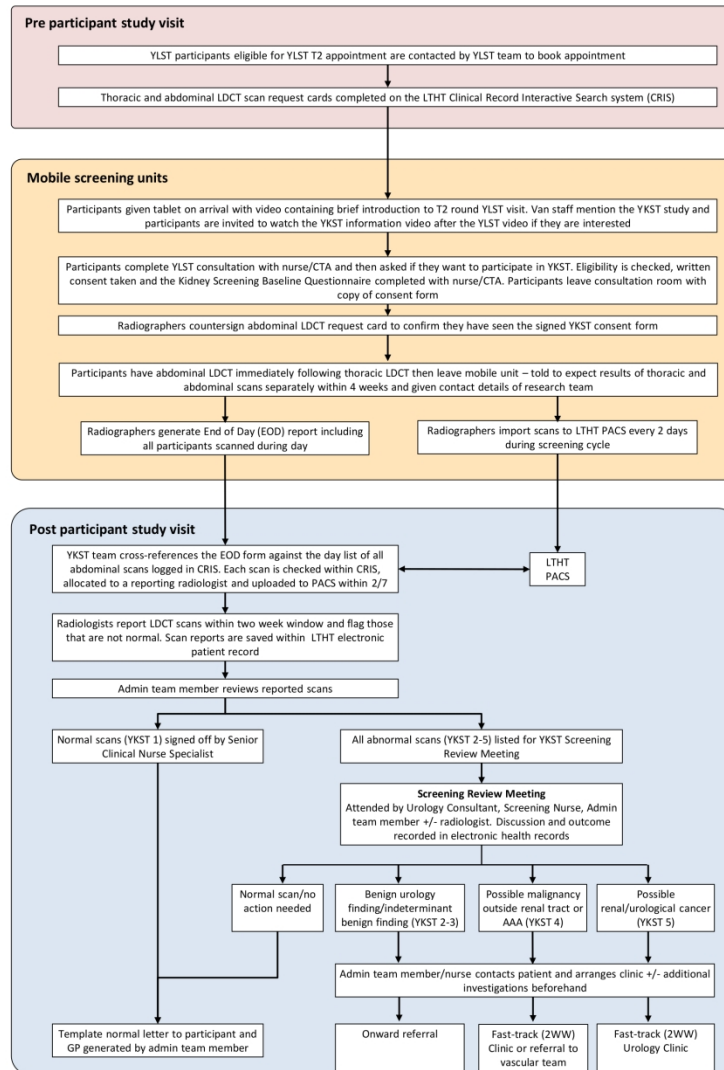 Pre participant study visit
YLST participants eligible for YLST T2 appointment are contacted by YLST team to book appointment
Thoracic and abdominal LDCT scan request cards completed on the LTHT Clinical Record Interactive Search system (CRIS)
Mobile screening units
Participants given tablet on arrival with video containing brief introduction to T2 round YLST visit. Van staff mention the YKST study and
participants are invited to watch the YKST information video after the YLST video if they are interested
Participants complete YLST consultation with nurse/CTA and then asked if they want to participate in YKST. Eligibility is checked, written
consent taken and the Kidney Screening Baseline Questionnaire completed with nurse/CTA. Participants leave consultation room with
copy of consent form
Radiographers countersign abdominal LDCT request card to confirm they have seen the signed YKST consent form
Participants have abdominal LDCT immediately following thoracic LDCT then leave mobile unit – told to expect results of thoracic and
abdominal scans separately within 4 weeks and given contact details of research team
Radiographers generate End of Day (EOD) report including
all participants scanned during day
Radiographers import scans to LTHT PACS every 2 days
during screening cycle
Post participant study visit
YKST team cross-references the EOD form against the day list of all
abdominal scans logged in CRIS. Each scan is checked within CRIS,
allocated to a reporting radiologist and uploaded to PACS within 2/7
LTHT
PACS
Radiologists report LDCT scans within two week window and flag those
that are not normal. Scan reports are saved within LTHT electronic
patient record
Admin team member reviews reported scans
Normal scans (YKST 1) signed off by Senior
Clinical Nurse Specialist
All abnormal scans (YKST 2-5) listed for YKST Screening
Review Meeting
Screening Review Meeting
Attended by Urology Consultant, Screening Nurse, Admin
team member +/- radiologist. Discussion and outcome
recorded in electronic health records
Normal scan/no
action needed
Benign urology
finding/indeterminant
benign finding (YKST 2-3)
Possible malignancy
outside renal tract or
AAA (YKST 4)
Possible
renal/urological cancer
(YKST 5)
Admin team member/nurse contacts patient and arranges clinic +/- additional
investigations beforehand
Template normal letter to participant and
GP generated by admin team member
Onward referral
Fast-track (2WW)
Clinic or referral to
vascular team
Fast-track (2WW)
Urology Clinic